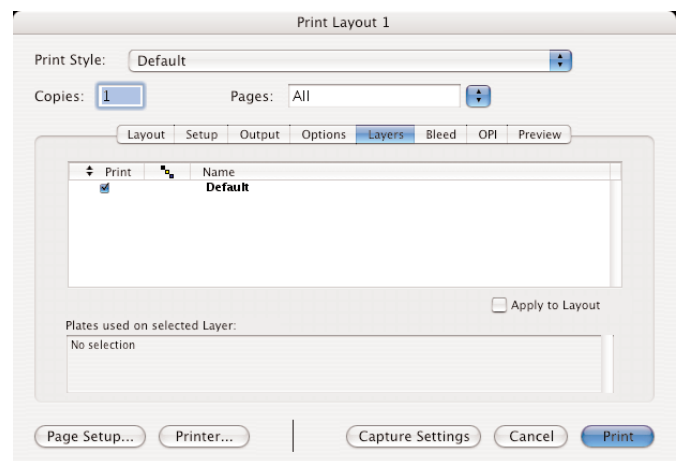 Print Layout 1
Print Style: Default
Copies: 1 Pages: All
Layout Setup Output Options Layers Bleed OPI Preview
Print Name
Default
Apply to Layout
Plates used on selected Layer:
No selection
Page Setup... Printer... Capture Settings Cancel Print